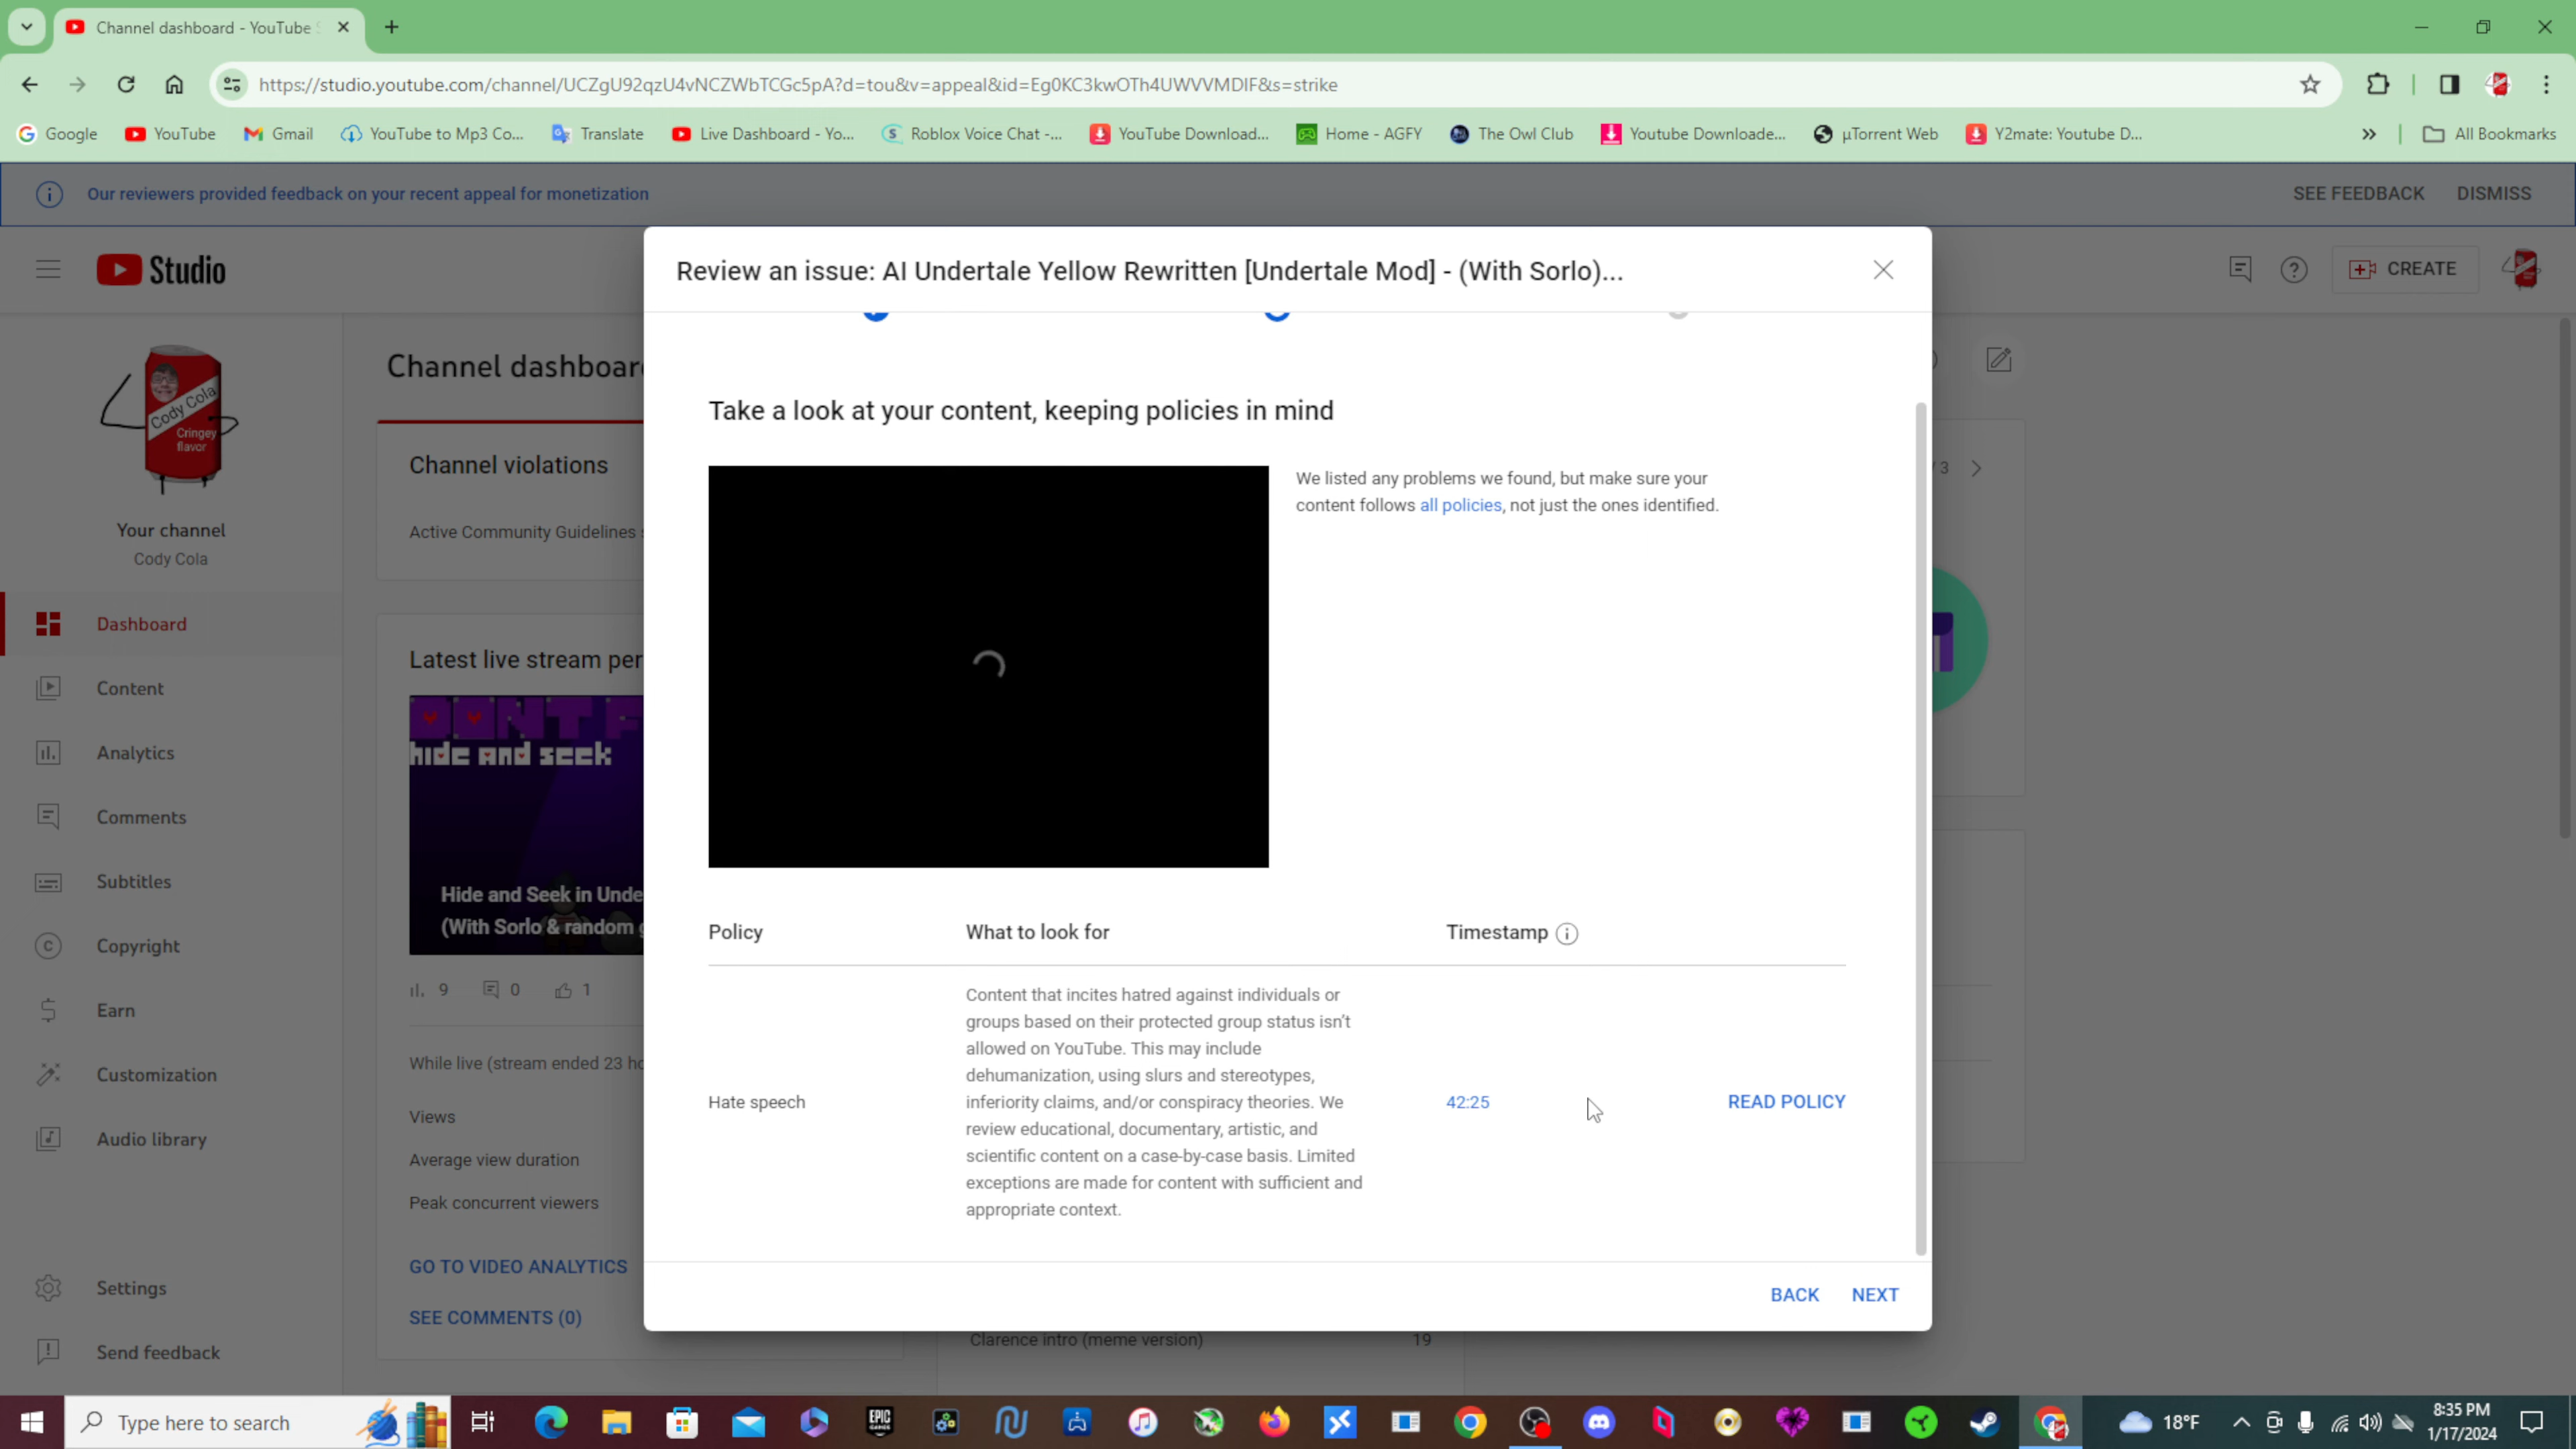 Channel dashboard - YouTube S
https://studio.youtube.com/channel/UCZgU92qzU4vNCZWbTCGc5pA?d=tou&v=appeal&id=Eg0KC3kwOTh4UWVVMDlF&s=strike
Google YouTube Gmail YouTube to Mp3 Co... Translate Live Dashboard - Yo... Roblox Voice Chat -... YouTube Download... Home - AGFY The Owl Club Youtube Downloade... µTorrent Web Y2mate: Youtube D... » All Bookmarks
Our reviewers provided feedback on your recent appeal for monetization SEE FEEDBACK DISMISS
Studio
CREATE
Review an issue: AI Undertale Yellow Rewritten [Undertale Mod] - (With Sorlo)...
Cody Cola
Cringey
flavor
Your channel
Cody Cola
Dashboard
Content
Analytics
Comments
Subtitles
Copyright
Earn
Customization
Audio library
Settings
Send feedback
Channel dashboar
Channel violations
Active Community Guidelines s
Latest live stream per
DONT F
hide and seek
Hide and Seek in Unde
(With Sorlo & random g
9 0 1
While live (stream ended 23 ho
Views
Average view duration
Peak concurrent viewers
GO TO VIDEO ANALYTICS
SEE COMMENTS (0)
Take a look at your content, keeping policies in mind
We listed any problems we found, but make sure your
content follows all policies, not just the ones identified.
/ 3
Policy What to look for Timestamp
Hate speech
Content that incites hatred against individuals or
groups based on their protected group status isn't
allowed on YouTube. This may include
dehumanization, using slurs and stereotypes,
inferiority claims, and/or conspiracy theories. We
review educational, documentary, artistic, and
scientific content on a case-by-case basis. Limited
exceptions are made for content with sufficient and
appropriate context.
42:25
READ POLICY
BACK NEXT
Clarence intro (meme version) 19
Type here to search
EPIC
GAMES
18°F
8:35 PM
1/17/2024